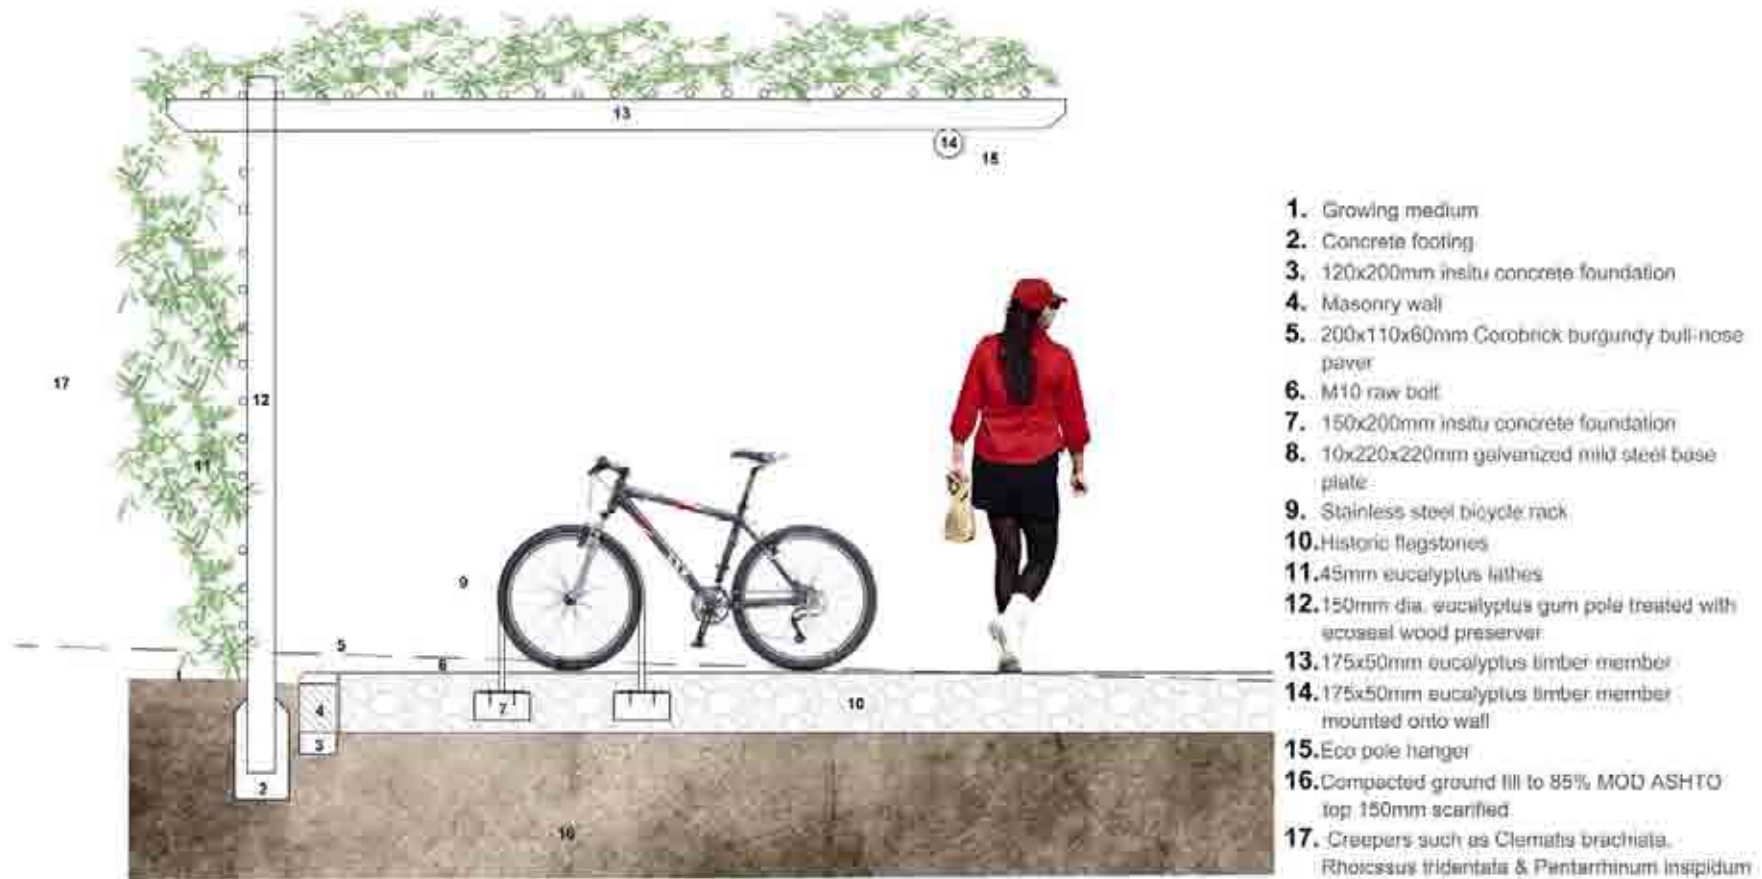 13
14
15
17
12
11
9
5
6
1
4
7
10
3
2
16
1. Growing medium
2. Concrete footing
3. 120x200mm insitu concrete foundation
4. Masonry wall
5. 200x110x60mm Corobrick burgundy bull-nose
paver
6. M10 raw bolt
7. 150x200mm insitu concrete foundation
8. 10x220x220mm galvanized mild steel base
plate
9. Stainless steel bicycle rack
10. Historic flagstones
11. 45mm eucalyptus lathes
12. 150mm dia. eucalyptus gum pole treated with
ecoseal wood preserver
13. 175x50mm eucalyptus timber member
14. 175x50mm eucalyptus timber member
mounted onto wall
15. Eco pole hanger
16. Compacted ground fill to 85% MOD ASHTO
top 150mm scarified
17. Creepers such as Clematis brachiata,
Rhoicssus tridentata & Pentarrhinum insipidum